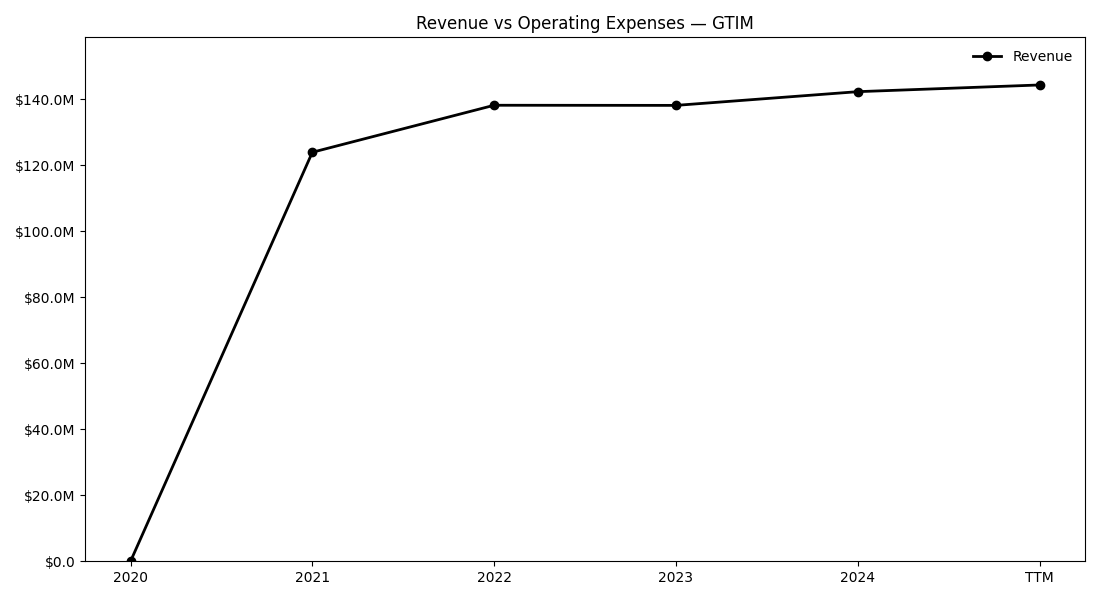 Revenue vs Operating Expenses — GTIM
Revenue
$140.0M
$120.0M
$100.0M
$80.0M
$60.0M
$40.0M
$20.0M
$0.0
2020 2021 2022 2023 2024 TTM